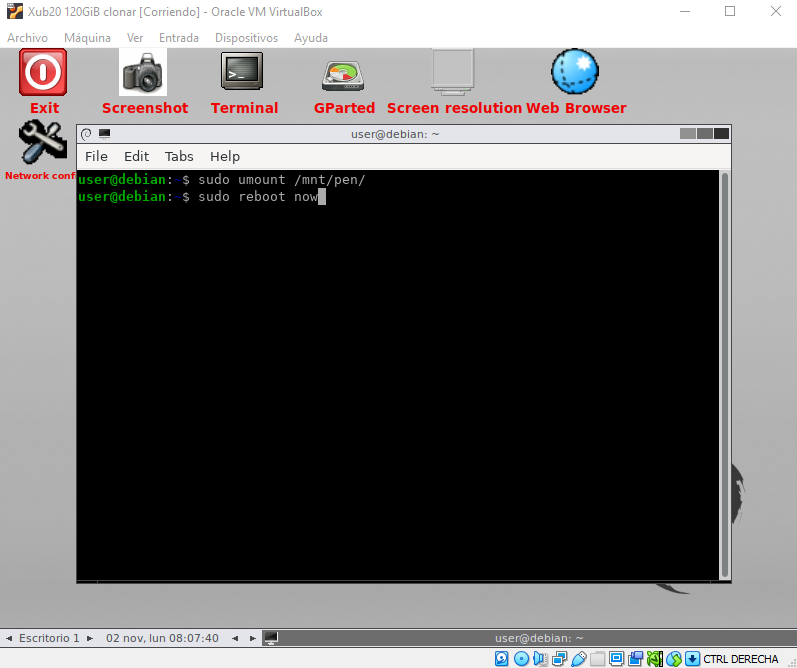 Xub20 120GiB clonar [Corriendo] - Oracle VM VirtualBox
Archivo Máquina Ver Entrada Dispositivos Ayuda
Exit Screenshot Terminal GParted Screen resolution Web Browser
Network conf
user@debian: ~
File Edit Tabs Help
user@debian:~$ sudo umount /mnt/pen/
user@debian:~$ sudo reboot now
Escritorio 1 02 nov, lun 08:07:40 user@debian: ~
CTRL DERECHA